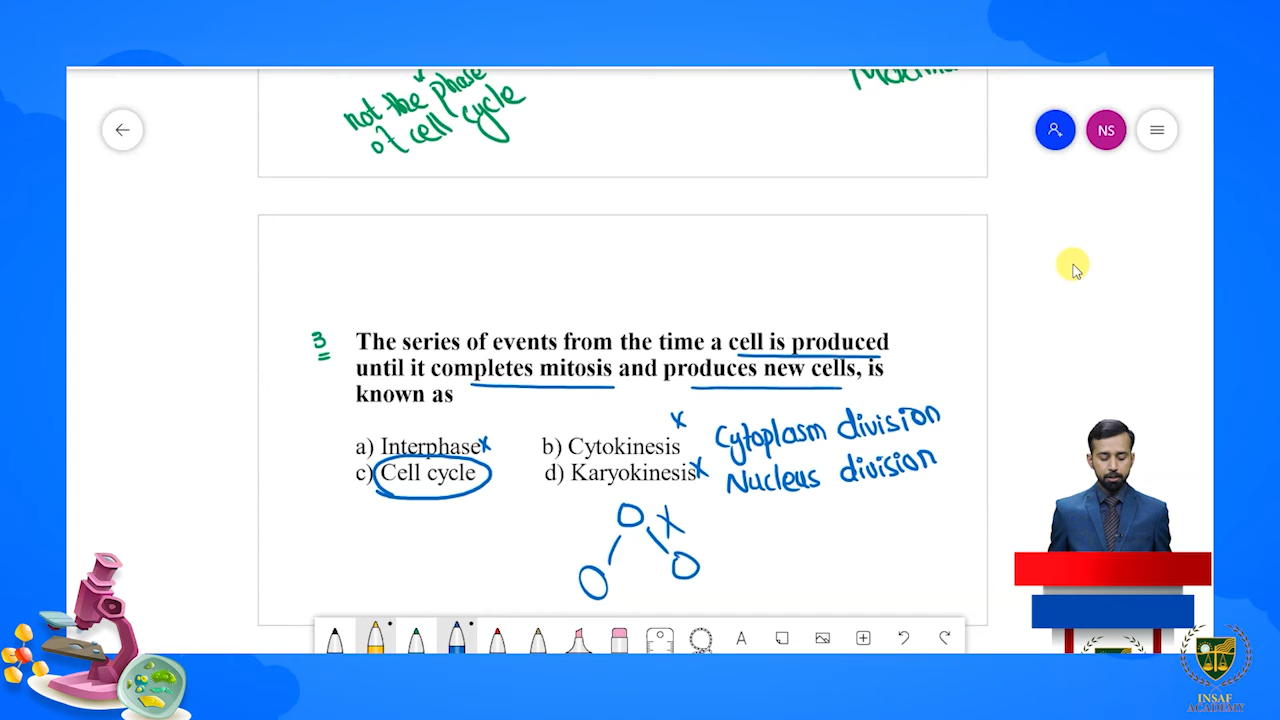 not the phase
of cell cycle
NS
3
The series of events from the time a cell is produced
until it completes mitosis and produces new cells, is
known as
a) Interphase x b) Cytokinesis x Cytoplasm division
c) Cell cycle d) Karyokinesis x Nucleus division
X
A
INSAF
ACADEMY